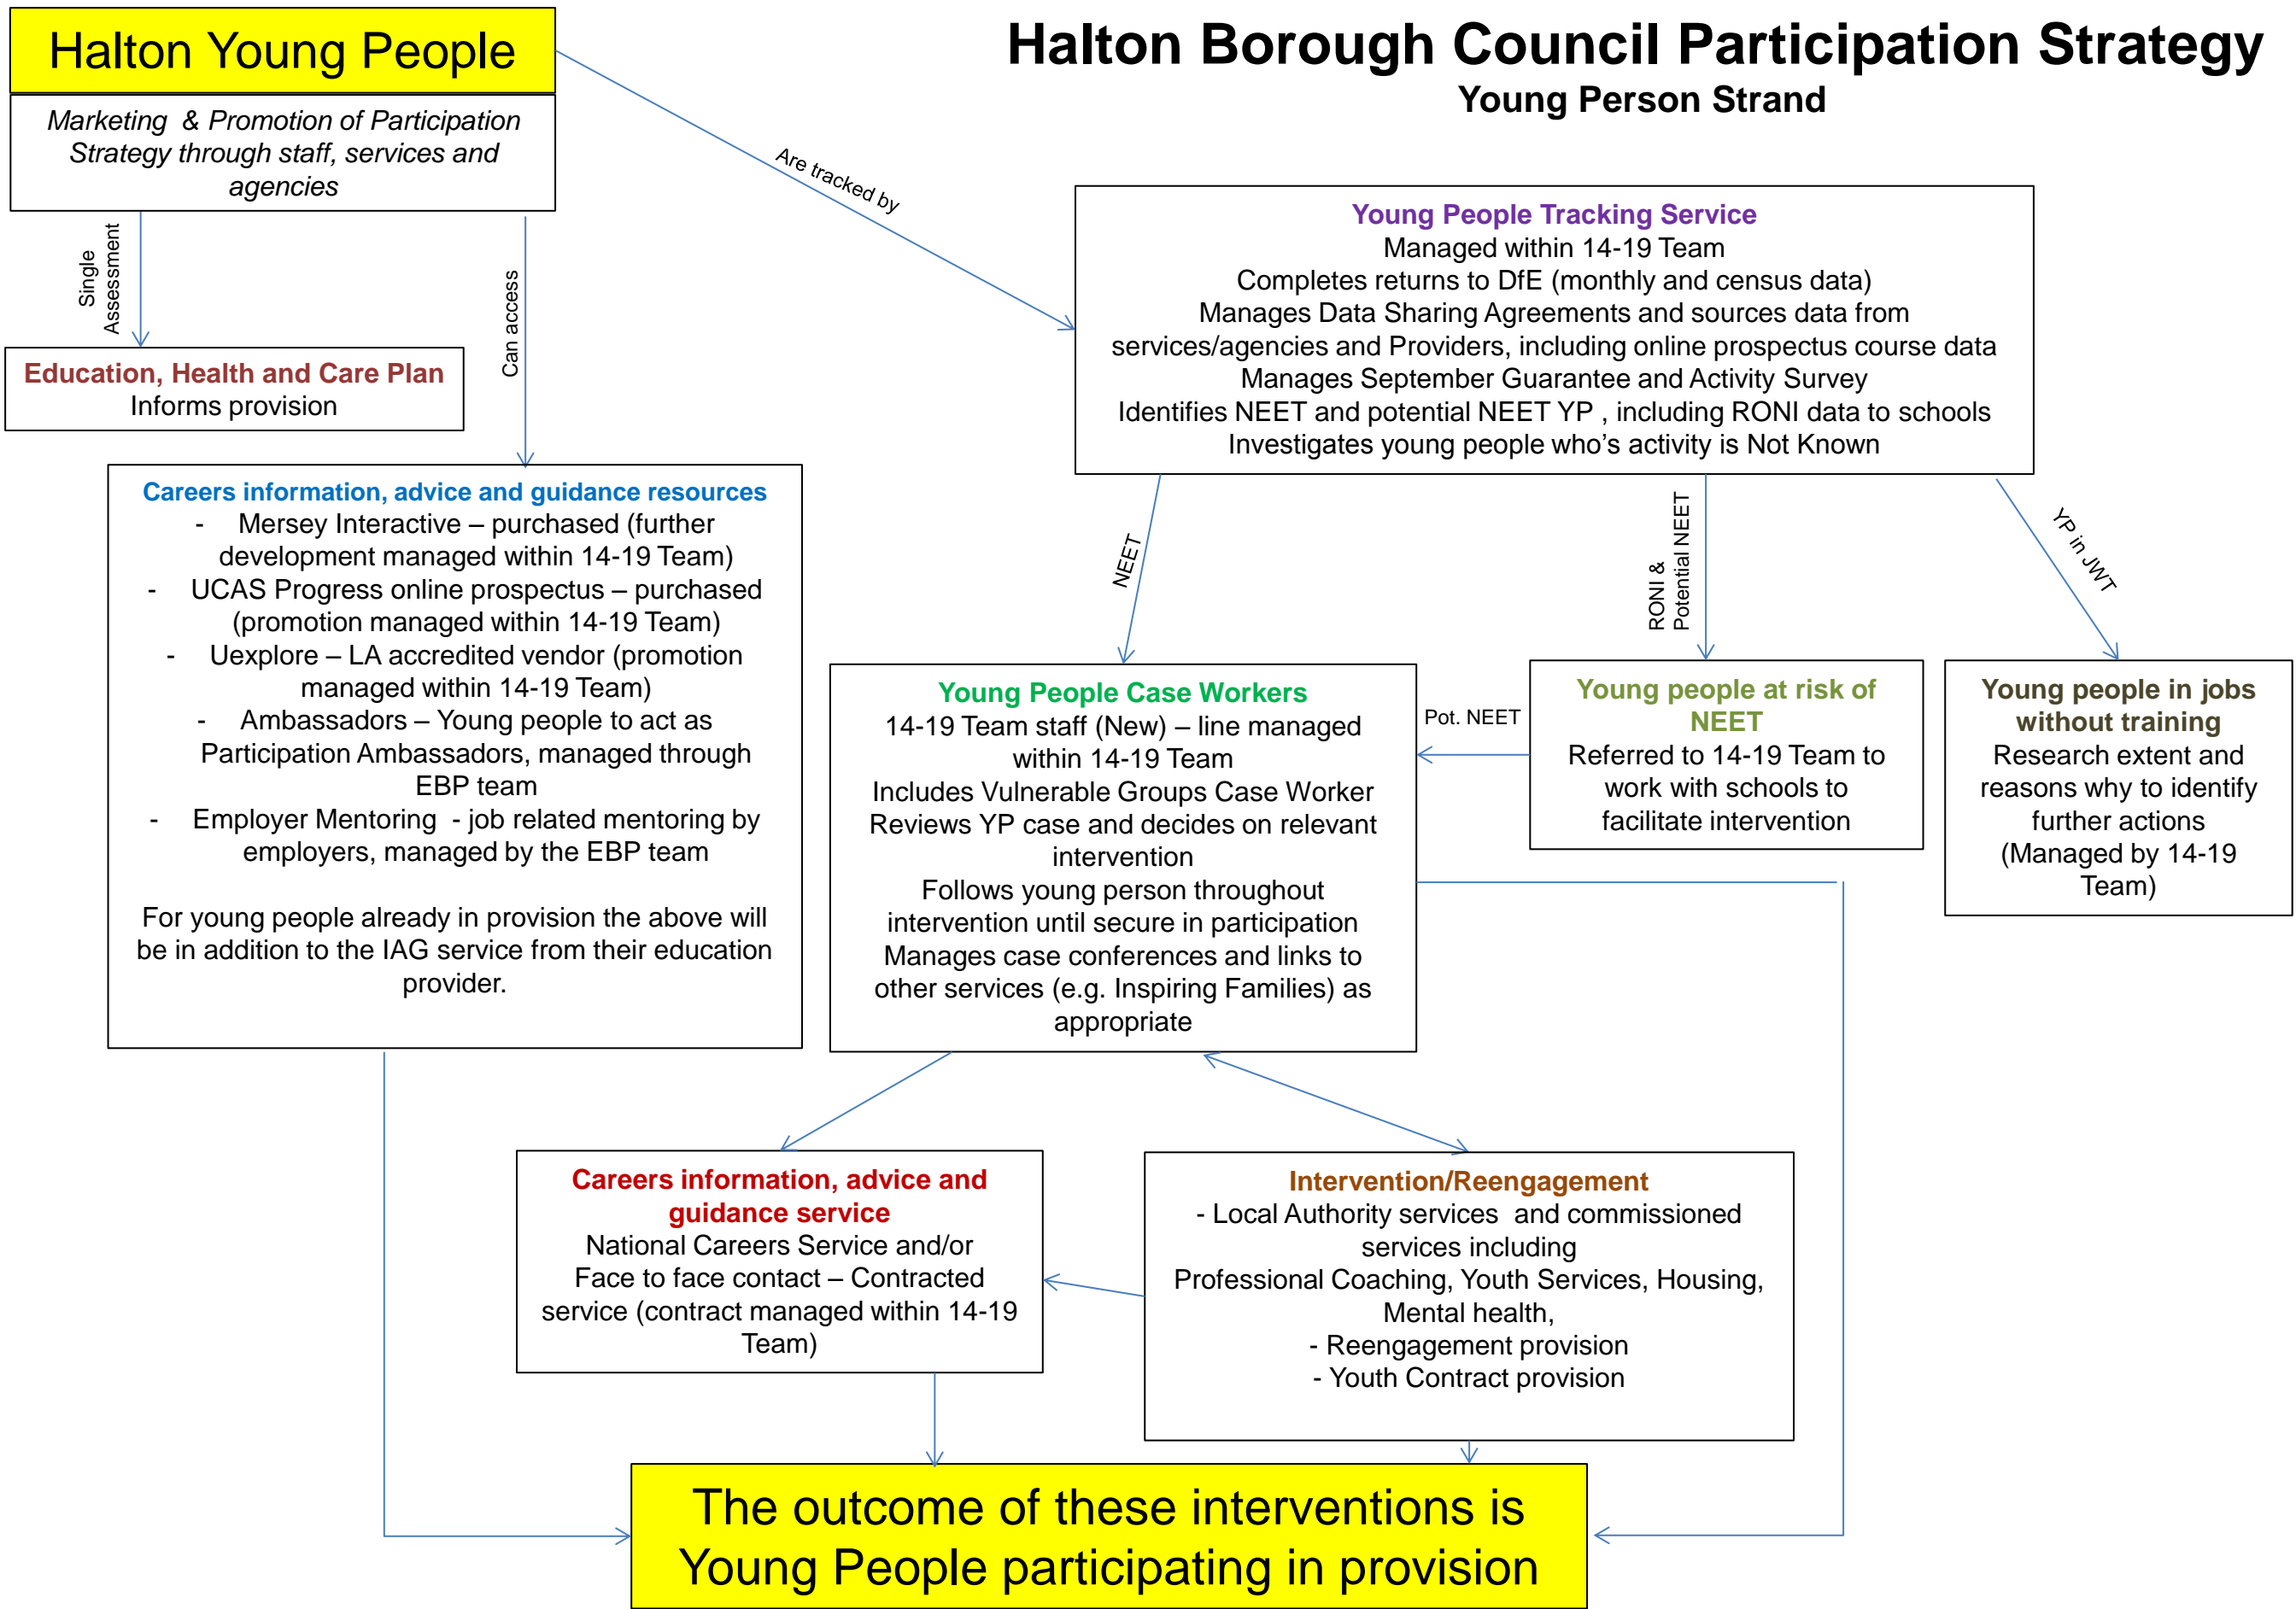 Halton Borough Council Participation Strategy
Young Person Strand
Halton Young People
Marketing & Promotion of Participation
Strategy through staff, services and
agencies
Single
Assessment
Can access
Are tracked by
Education, Health and Care Plan
Informs provision
Young People Tracking Service
Managed within 14-19 Team
Completes returns to DfE (monthly and census data)
Manages Data Sharing Agreements and sources data from
services/agencies and Providers, including online prospectus course data
Manages September Guarantee and Activity Survey
Identifies NEET and potential NEET YP , including RONI data to schools
Investigates young people who's activity is Not Known
Careers information, advice and guidance resources
- Mersey Interactive – purchased (further
development managed within 14-19 Team)
- UCAS Progress online prospectus – purchased
(promotion managed within 14-19 Team)
- Uexplore – LA accredited vendor (promotion
managed within 14-19 Team)
- Ambassadors – Young people to act as
Participation Ambassadors, managed through
EBP team
- Employer Mentoring - job related mentoring by
employers, managed by the EBP team
For young people already in provision the above will
be in addition to the IAG service from their education
provider.
NEET
RONI &
Potential NEET
YP in JWT
Young People Case Workers
14-19 Team staff (New) – line managed
within 14-19 Team
Includes Vulnerable Groups Case Worker
Reviews YP case and decides on relevant
intervention
Follows young person throughout
intervention until secure in participation
Manages case conferences and links to
other services (e.g. Inspiring Families) as
appropriate
Pot. NEET
Young people at risk of
NEET
Referred to 14-19 Team to
work with schools to
facilitate intervention
Young people in jobs
without training
Research extent and
reasons why to identify
further actions
(Managed by 14-19
Team)
Careers information, advice and
guidance service
National Careers Service and/or
Face to face contact – Contracted
service (contract managed within 14-19
Team)
Intervention/Reengagement
- Local Authority services and commissioned
services including
Professional Coaching, Youth Services, Housing,
Mental health,
- Reengagement provision
- Youth Contract provision
The outcome of these interventions is
Young People participating in provision